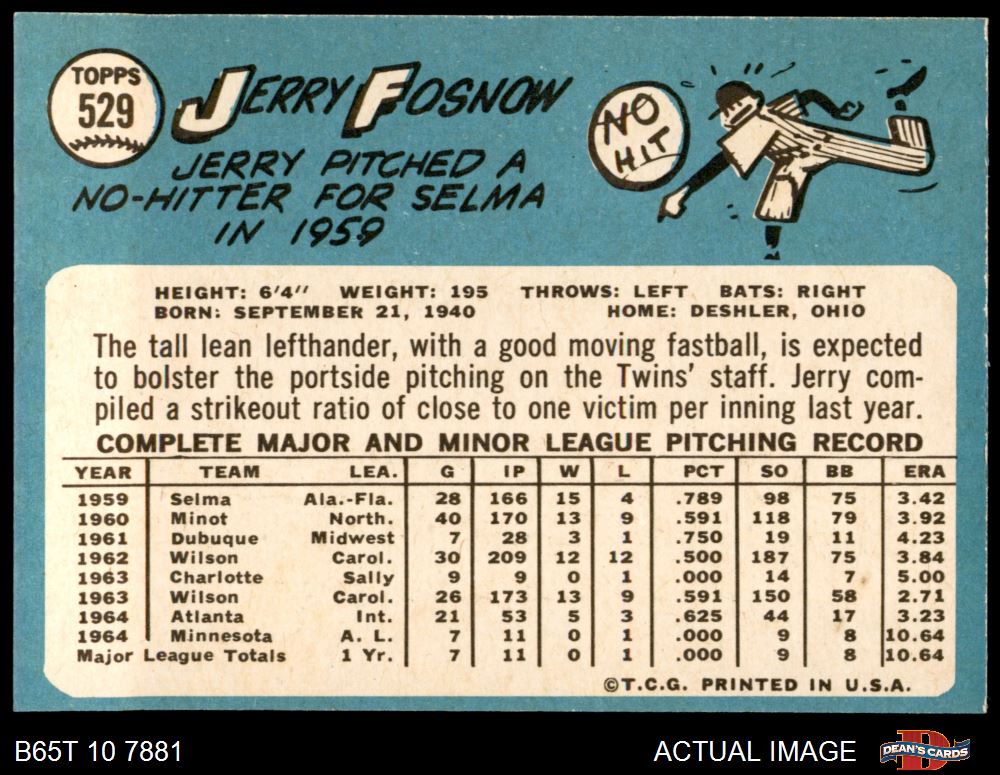 TOPPS
529
JERRY FOSNOW
JERRY PITCHED A
NO-HITTER FOR SELMA
IN 1959
NO
HIT
HEIGHT: 6'4" WEIGHT: 195 THROWS: LEFT BATS: RIGHT
BORN: SEPTEMBER 21, 1940 HOME: DESHLER, OHIO
The tall lean lefthander, with a good moving fastball, is expected
to bolster the portside pitching on the Twins' staff. Jerry com-
piled a strikeout ratio of close to one victim per inning last year.
COMPLETE MAJOR AND MINOR LEAGUE PITCHING RECORD
YEAR TEAM LEA. G IP W L PCT SO BB ERA
1959 Selma Ala.-Fla. 28 166 15 4 .789 98 75 3.42
1960 Minot North. 40 170 13 9 .591 118 79 3.92
1961 Dubuque Midwest 7 28 3 1 .750 19 11 4.23
1962 Wilson Carol. 30 209 12 12 .500 187 75 3.84
1963 Charlotte Sally 9 9 0 1 .000 14 7 5.00
1963 Wilson Carol. 26 173 13 9 .591 150 58 2.71
1964 Atlanta Int. 21 53 5 3 .625 44 17 3.23
1964 Minnesota A. L. 7 11 0 1 .000 9 8 10.64
Major League Totals 1 Yr. 7 11 0 1 .000 9 8 10.64
©T.C.G. PRINTED IN U.S.A.
B65T 10 7881 ACTUAL IMAGE DEAN'S CARDS